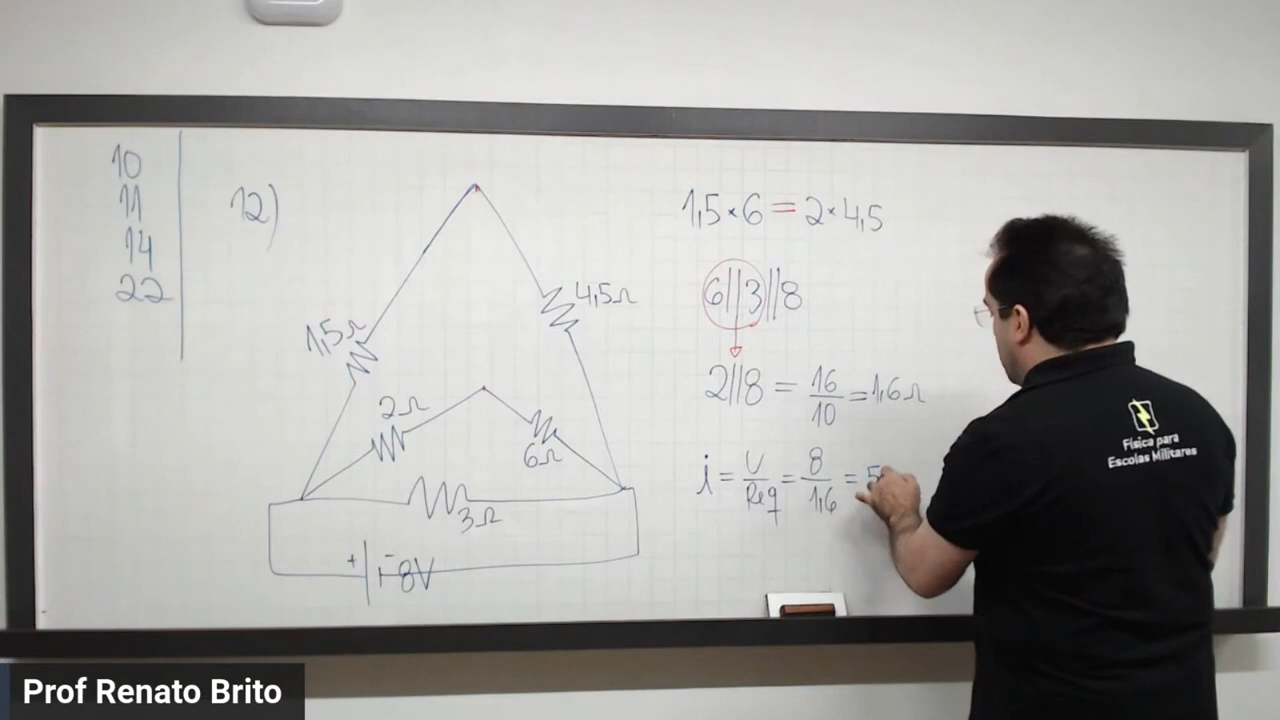 10
11
14
22
12)
1,5Ω
4,5Ω
2Ω
6Ω
3Ω
+ - 8V
1,5×6 = 2×4,5
6//3//8
2//8 = 16/10 = 1,6Ω
i = U/Req = 8/1,6 = 5
Física para
Escolas Militares
Prof Renato Brito